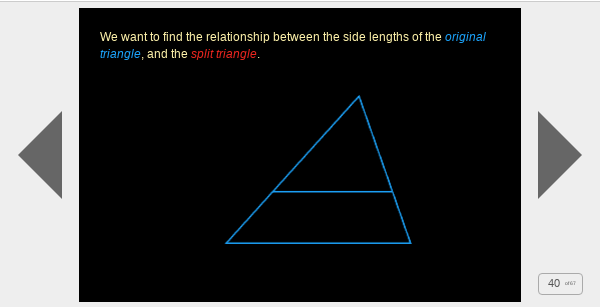 We want to find the relationship between the side lengths of the original
triangle, and the split triangle.
40 of 67